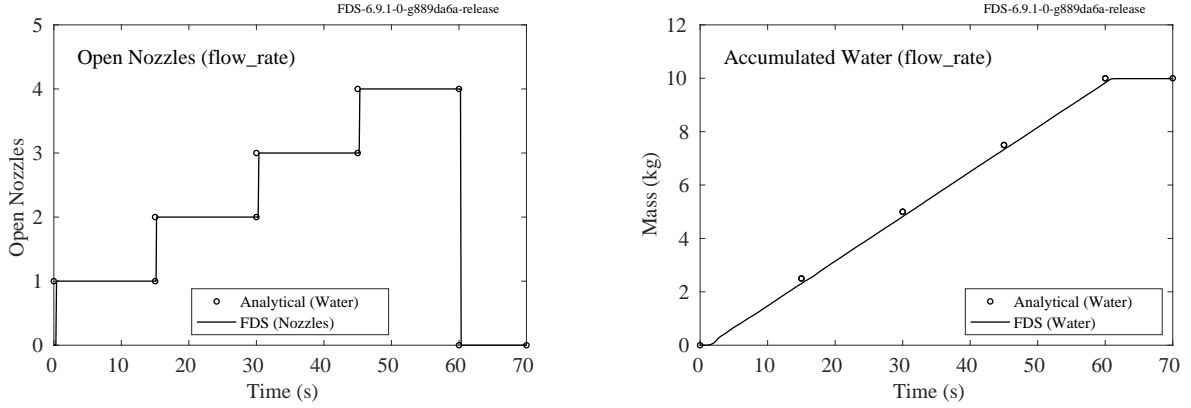 FDS-6.9.1-0-g889da6a-release
Open Nozzles (flow_rate)
5
4
3
2
1
0
Open Nozzles
Analytical (Water)
FDS (Nozzles)
0 10 20 30 40 50 60 70
Time (s)
FDS-6.9.1-0-g889da6a-release
Accumulated Water (flow_rate)
12
10
8
6
4
2
0
Mass (kg)
Analytical (Water)
FDS (Water)
0 10 20 30 40 50 60 70
Time (s)